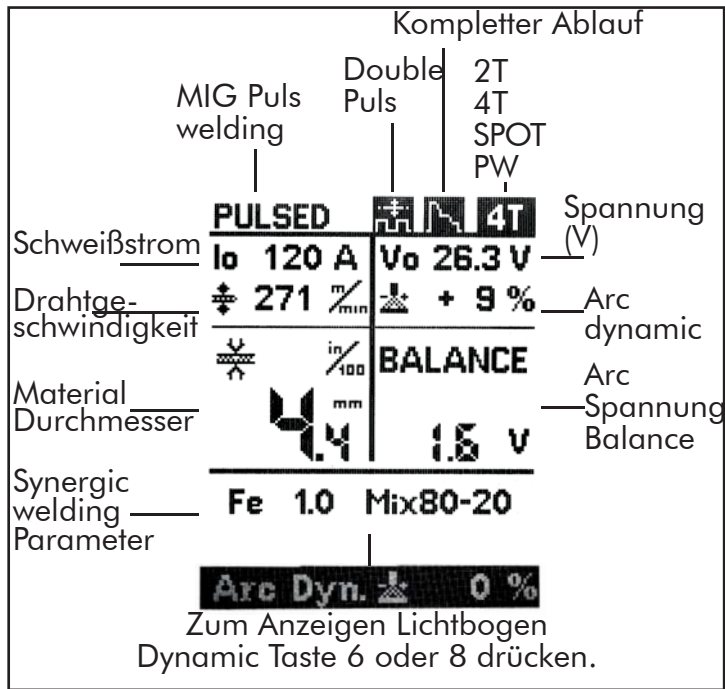 Kompletter Ablauf
MIG Puls
welding
Double
Puls
2T
4T
SPOT
PW
PULSED 4T
Spannung
(V)
Schweißstrom
Io 120 A Vo 26.3 V
Drahtge-
schwindigkeit
271 m/min + 9 %
Arc
dynamic
in/100 BALANCE
Material
Durchmesser
4.4 mm 1.6 V
Arc
Spannung
Balance
Synergic
welding
Parameter
Fe 1.0 Mix80-20
Arc Dyn. 0 %
Zum Anzeigen Lichtbogen
Dynamic Taste 6 oder 8 drücken.